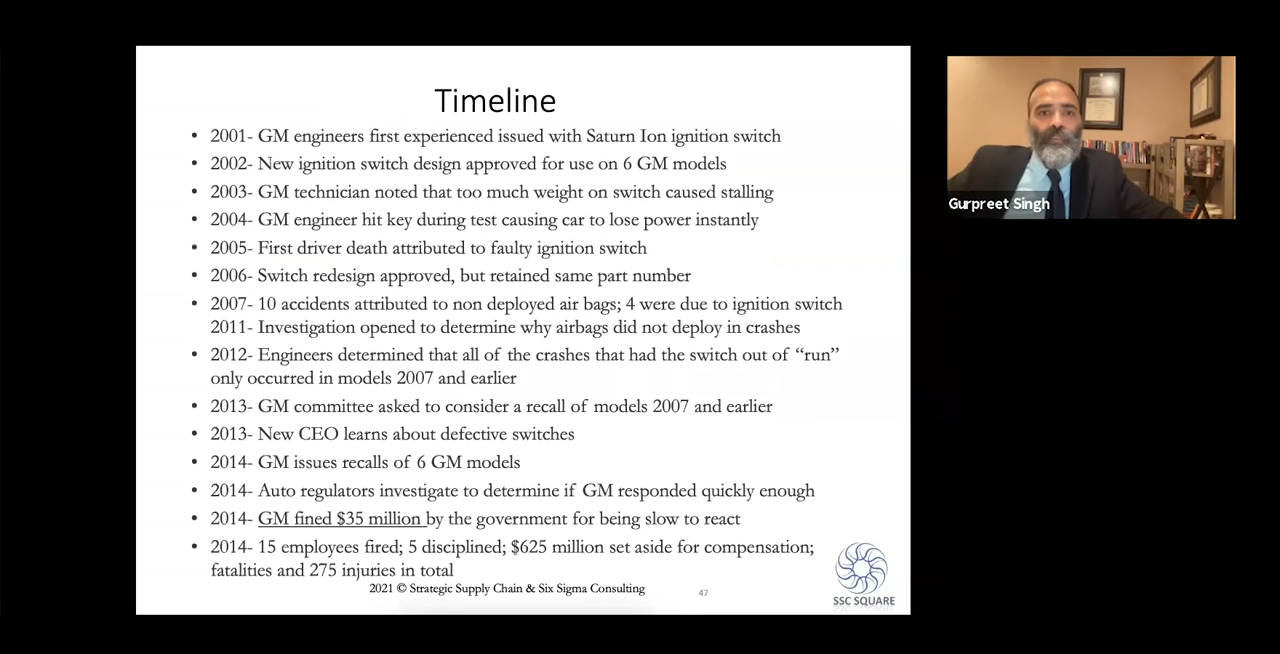 Timeline
• 2001- GM engineers first experienced issued with Saturn Ion ignition switch
• 2002- New ignition switch design approved for use on 6 GM models
• 2003- GM technician noted that too much weight on switch caused stalling
• 2004- GM engineer hit key during test causing car to lose power instantly
• 2005- First driver death attributed to faulty ignition switch
• 2006- Switch redesign approved, but retained same part number
• 2007- 10 accidents attributed to non deployed air bags; 4 were due to ignition switch
2011- Investigation opened to determine why airbags did not deploy in crashes
• 2012- Engineers determined that all of the crashes that had the switch out of “run”
only occurred in models 2007 and earlier
• 2013- GM committee asked to consider a recall of models 2007 and earlier
• 2013- New CEO learns about defective switches
• 2014- GM issues recalls of 6 GM models
• 2014- Auto regulators investigate to determine if GM responded quickly enough
• 2014- GM fined $35 million by the government for being slow to react
• 2014- 15 employees fired; 5 disciplined; $625 million set aside for compensation;
fatalities and 275 injuries in total
2021 © Strategic Supply Chain & Six Sigma Consulting
47
SSC SQUARE
Gurpreet Singh